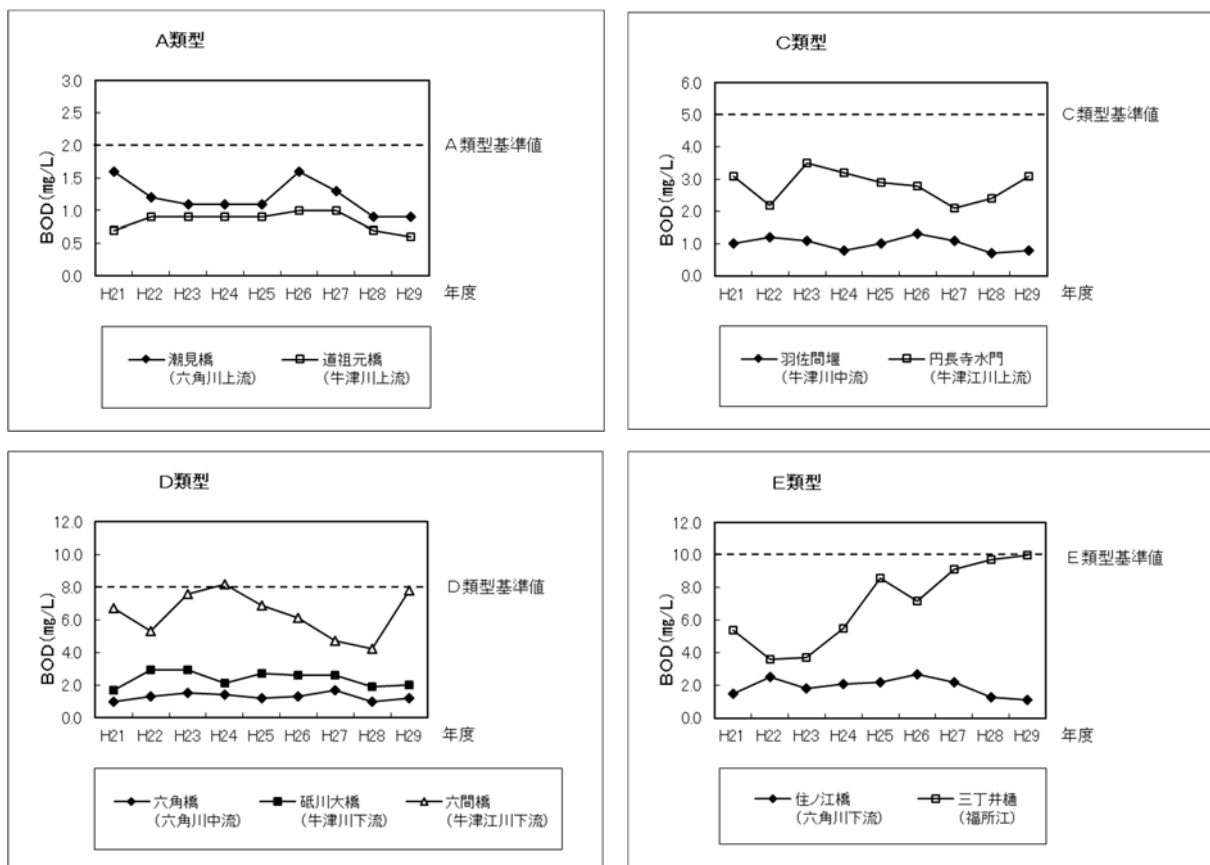 A類型
BOD(㎎/L)
3.0
2.5
2.0
1.5
1.0
0.5
0.0
A類型基準値
H21 H22 H23 H24 H25 H26 H27 H28 H29 年度
潮見橋 道祖元橋
(六角川上流) (牛津川上流)
C類型
BOD(㎎/L)
6.0
5.0
4.0
3.0
2.0
1.0
0.0
C類型基準値
H21 H22 H23 H24 H25 H26 H27 H28 H29 年度
羽佐間堰 円長寺水門
(牛津川中流) (牛津江川上流)
D類型
BOD(㎎/L)
12.0
10.0
8.0
6.0
4.0
2.0
0.0
D類型基準値
H21 H22 H23 H24 H25 H26 H27 H28 H29 年度
六角橋 砥川大橋 六間橋
(六角川中流) (牛津川下流) (牛津江川下流)
E類型
BOD(㎎/L)
12.0
10.0
8.0
6.0
4.0
2.0
0.0
E類型基準値
H21 H22 H23 H24 H25 H26 H27 H28 H29 年度
住ノ江橋 三丁井樋
(六角川下流) (福所江)